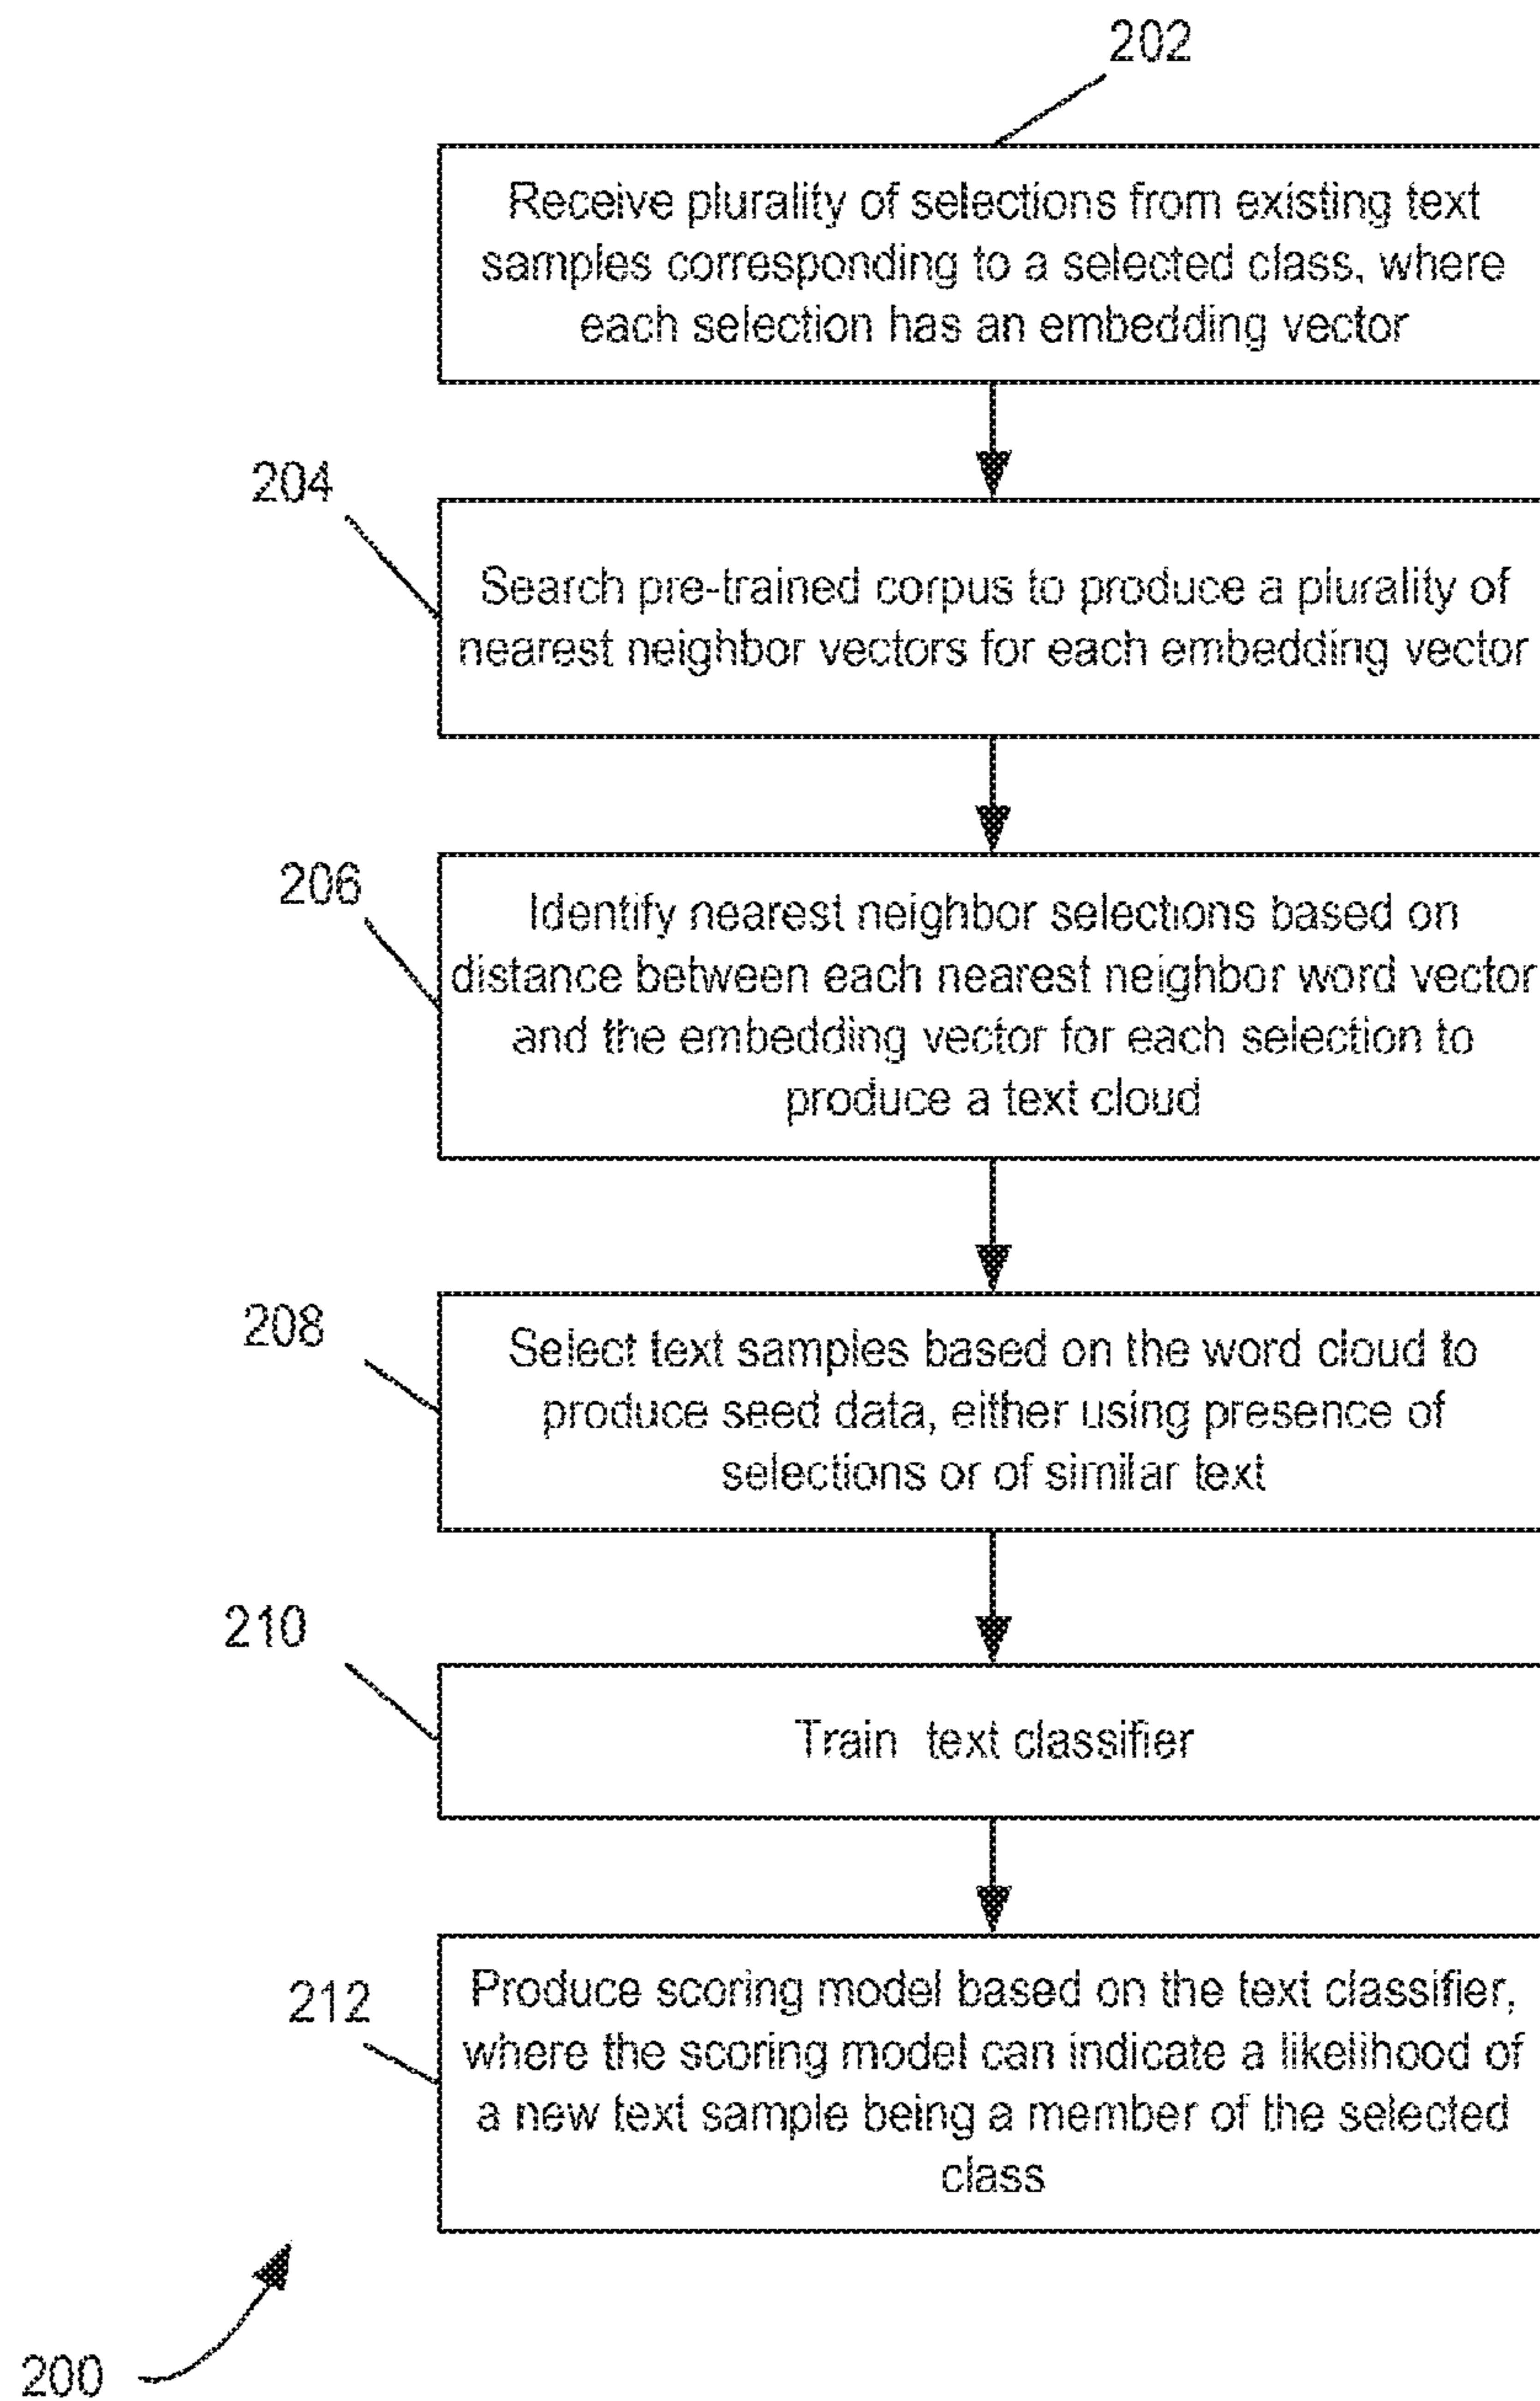 202
Receive plurality of selections from existing text
samples corresponding to a selected class, where
each selection has an embedding vector
204
Search pre-trained corpus to produce a plurality of
nearest neighbor vectors for each embedding vector
206
Identify nearest neighbor selections based on
distance between each nearest neighbor word vector
and the embedding vector for each selection to
produce a text cloud
208
Select text samples based on the word cloud to
produce seed data, either using presence of
selections or of similar text
210
Train text classifier
212
Produce scoring model based on the text classifier,
where the scoring model can indicate a likelihood of
a new text sample being a member of the selected
class
200